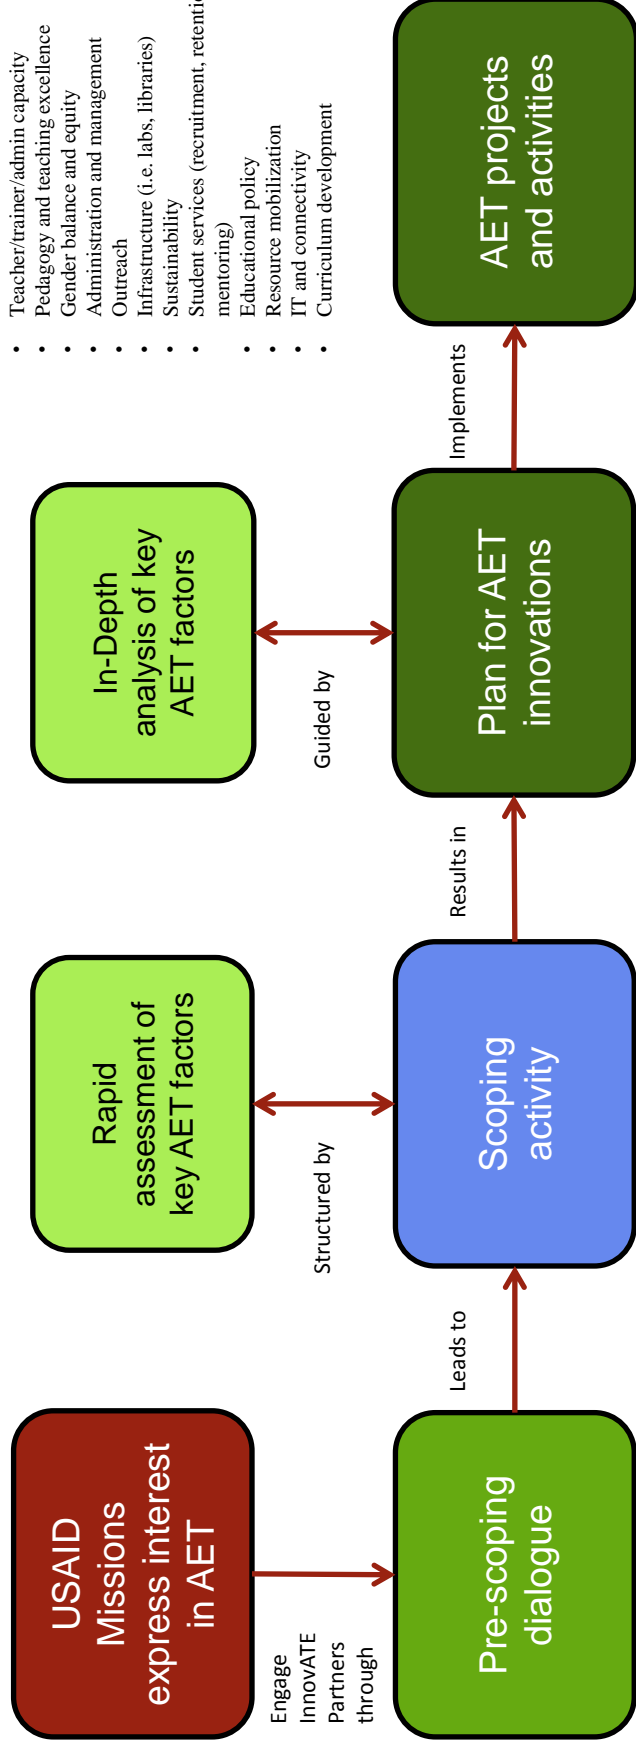 USAID
Missions
express interest
in AET
Engage
InnovATE
Partners
through
Pre-scoping
dialogue
Leads to
Rapid
assessment of
key AET factors
Structured by
Scoping
activity
Results in
In-Depth
analysis of key
AET factors
Guided by
Plan for AET
innovations
Implements
• Teacher/trainer/admin capacity
• Pedagogy and teaching excellence
• Gender balance and equity
• Administration and management
• Outreach
• Infrastructure (i.e. labs, libraries)
• Sustainability
• Student services (recruitment,
mentoring)
• Educational policy
• Resource mobilization
• IT and connectivity
• Curriculum development
AET projects
and activities